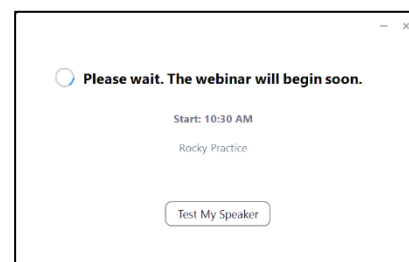 Please wait. The webinar will begin soon.
Start: 10:30 AM
Rocky Practice
Test My Speaker